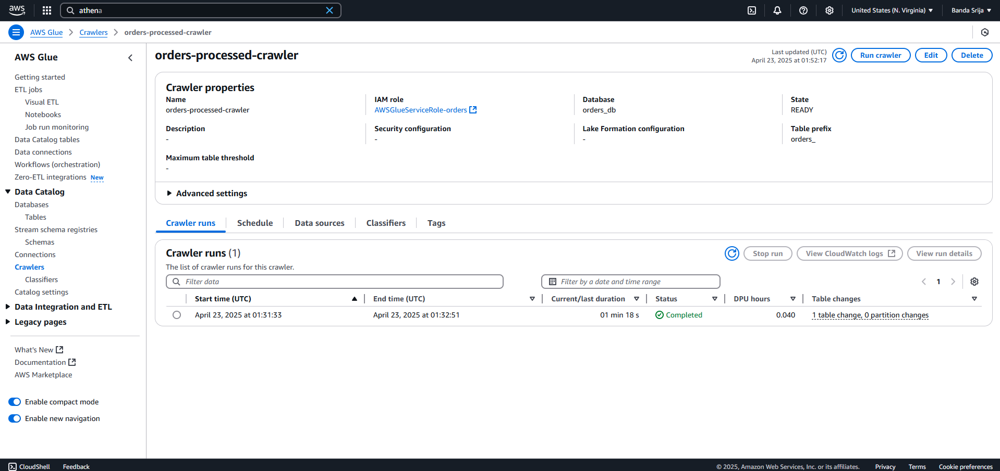 aws
athena
United States (N. Virginia)
Banda Srija
AWS Glue
Crawlers
orders-processed-crawler
AWS Glue
Getting started
ETL jobs
Visual ETL
Notebooks
Job run monitoring
Data Catalog tables
Data connections
Workflows (orchestration)
Zero-ETL integrations New
Data Catalog
Databases
Tables
Stream schema registries
Schemas
Connections
Crawlers
Classifiers
Catalog settings
Data Integration and ETL
Legacy pages
What's New
Documentation
AWS Marketplace
Enable compact mode
Enable new navigation
orders-processed-crawler
Last updated (UTC)
April 23, 2025 at 01:52:17
Run crawler
Edit
Delete
Crawler properties
Name
orders-processed-crawler
IAM role
AWSGlueServiceRole-orders
Database
orders_db
State
READY
Description
-
Security configuration
-
Lake Formation configuration
-
Table prefix
orders_
Maximum table threshold
-
Advanced settings
Crawler runs
Schedule
Data sources
Classifiers
Tags
Crawler runs (1)
The list of crawler runs for this crawler.
Stop run
View CloudWatch logs
View run details
Filter data
Filter by a date and time range
1
Start time (UTC)
End time (UTC)
Current/last duration
Status
DPU hours
Table changes
April 23, 2025 at 01:31:33
April 23, 2025 at 01:32:51
01 min 18 s
Completed
0.040
1 table change, 0 partition changes
CloudShell
Feedback
© 2025, Amazon Web Services, Inc. or its affiliates.
Privacy
Terms
Cookie preferences